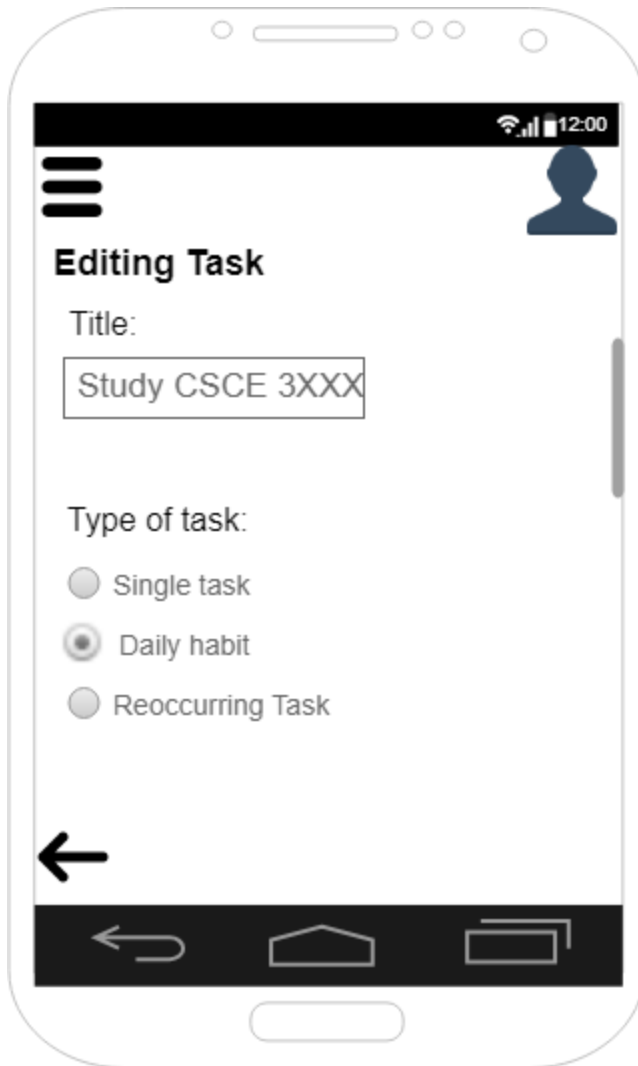 12:00
Editing Task
Title:
Study CSCE 3XXX
Type of task:
Single task
Daily habit
Reoccurring Task